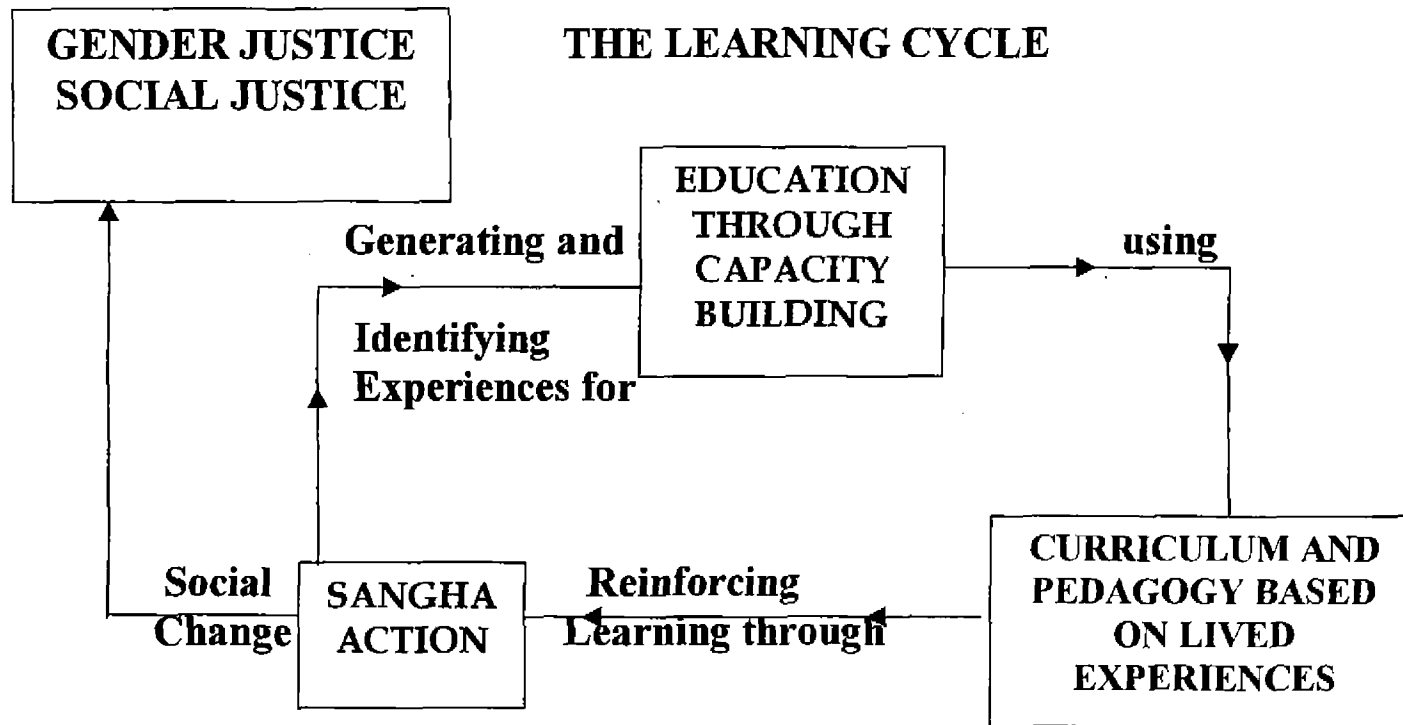 GENDER JUSTICE
SOCIAL JUSTICE
THE LEARNING CYCLE
EDUCATION
THROUGH
CAPACITY
BUILDING
Generating and
Identifying
Experiences for
using
CURRICULUM AND
PEDAGOGY BASED
ON LIVED
EXPERIENCES
Reinforcing
Learning through
SANGHA
ACTION
Social
Change